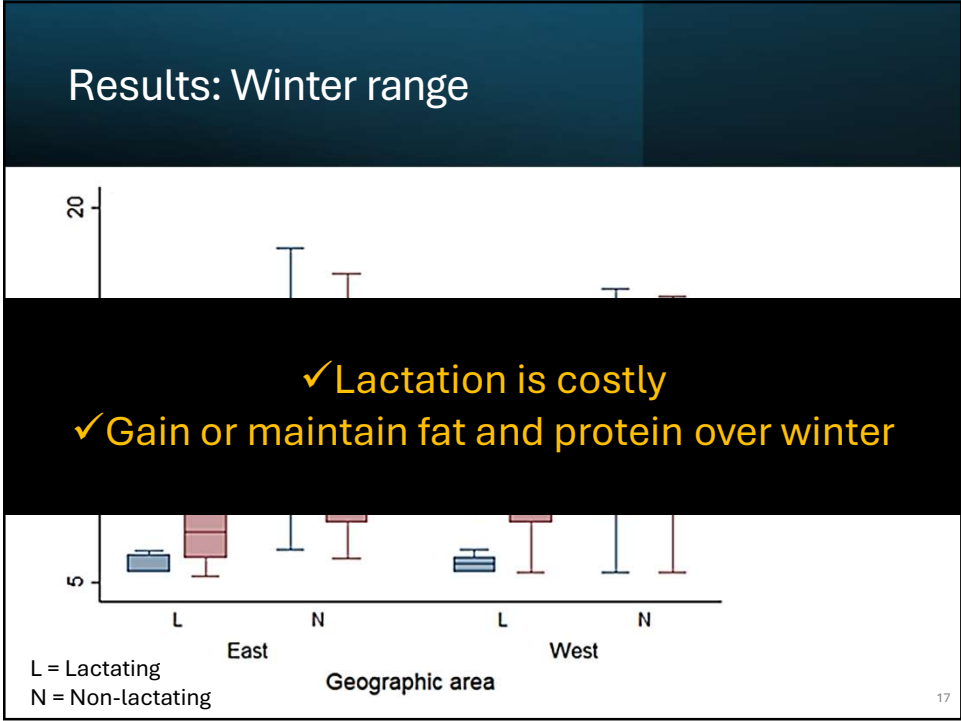 Results: Winter range
20
✓Lactation is costly
✓Gain or maintain fat and protein over winter
5
L N L N
East West
Geographic area
L = Lactating
N = Non-lactating
17